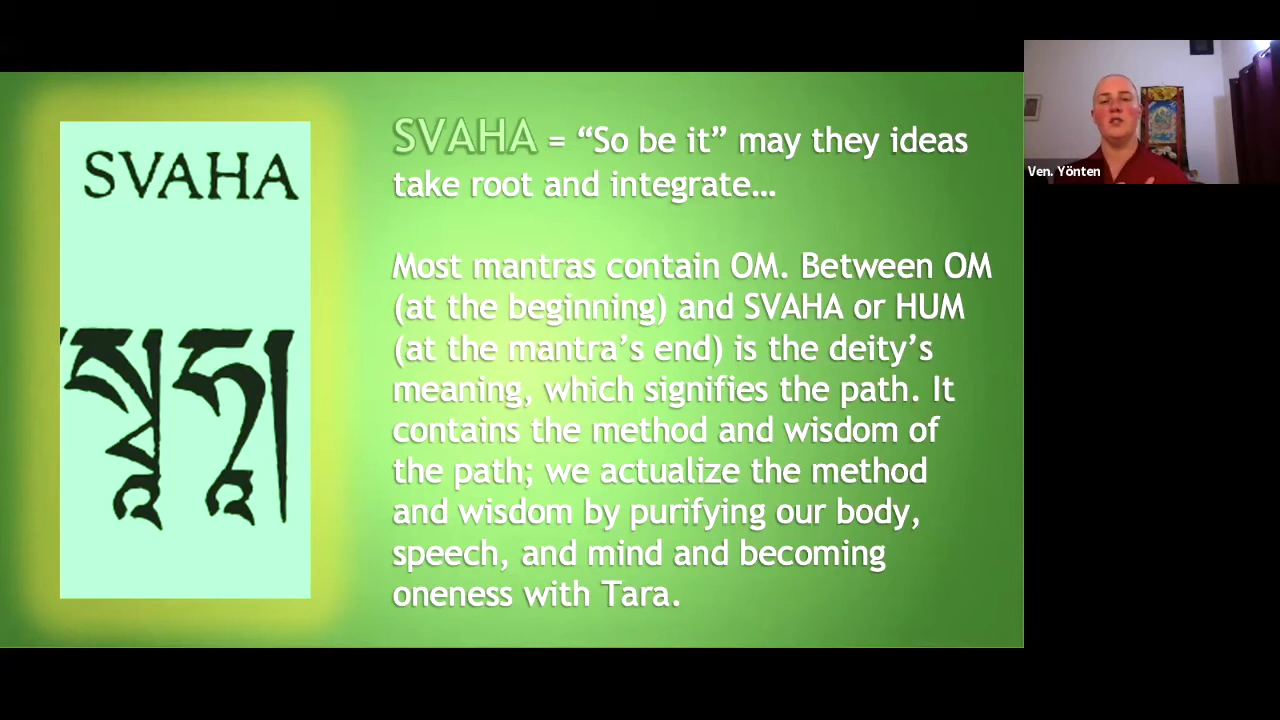 SVAHA
སྭཱ ཧཱ
SVAHA = “So be it” may they ideas
take root and integrate…
Most mantras contain OM. Between OM
(at the beginning) and SVAHA or HUM
(at the mantra’s end) is the deity’s
meaning, which signifies the path. It
contains the method and wisdom of
the path; we actualize the method
and wisdom by purifying our body,
speech, and mind and becoming
oneness with Tara.
Ven. Yönten